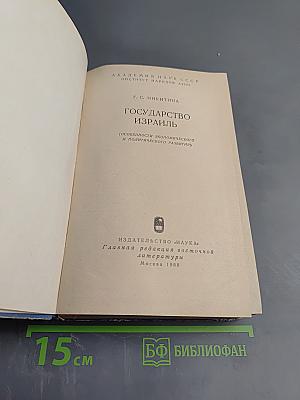 АКАДЕМИЯ НАУК СССР
ИНСТИТУТ НАРОДОВ АЗИИ
Г. С. НИКИТИНА
ГОСУДАРСТВО
ИЗРАИЛЬ
(ОСОБЕННОСТИ ЭКОНОМИЧЕСКОГО
И ПОЛИТИЧЕСКОГО РАЗВИТИЯ)
ИЗДАТЕЛЬСТВО «НАУКА»
Главная редакция восточной
литературы
Москва 1968
15 см
БФ БИБЛИОФАН